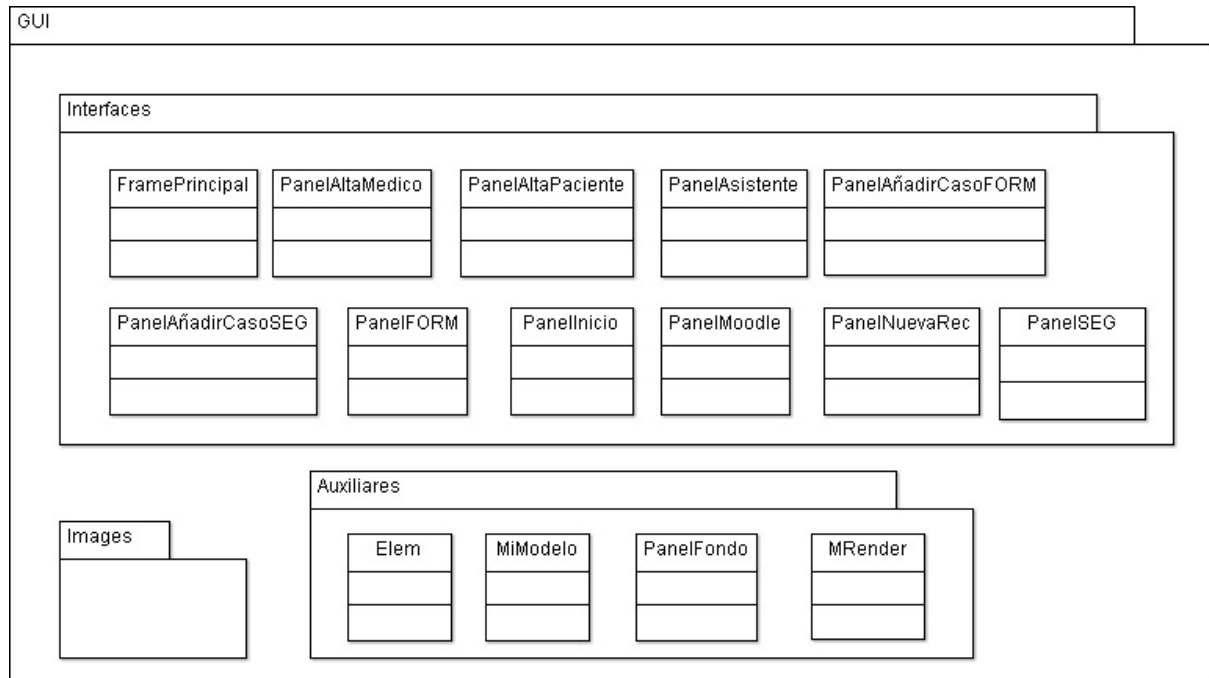 GUI
Interfaces
FramePrincipal PanelAltaMedico PanelAltaPaciente PanelAsistente PanelAñadirCasoFORM
PanelAñadirCasoSEG PanelFORM PanelInicio PanelMoodle PanelNuevaRec PanelSEG
Auxiliares
Images
Elem MiModelo PanelFondo MRender